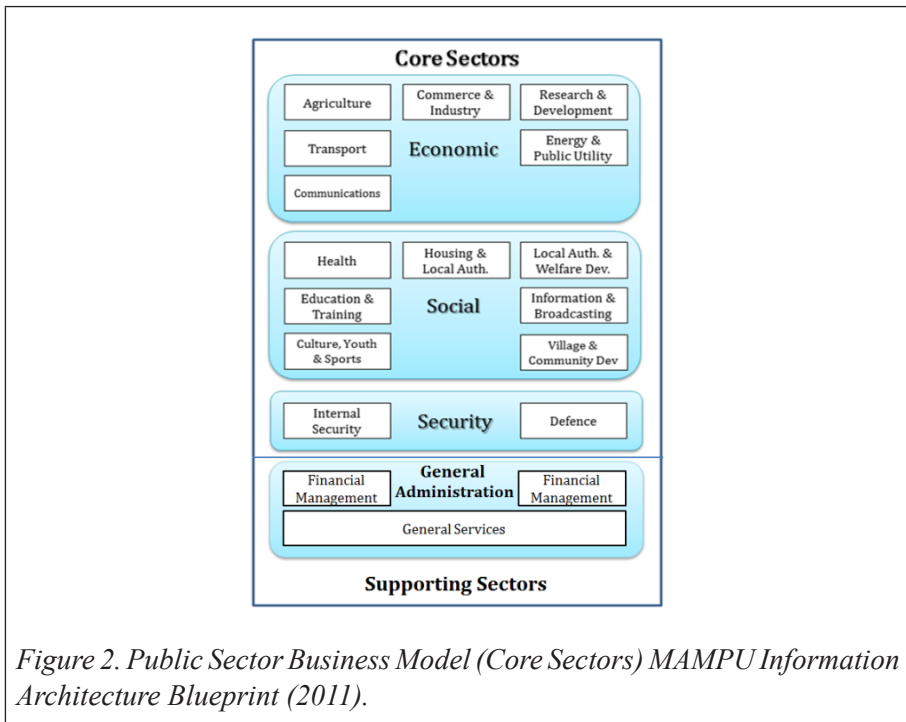 Core Sectors
Agriculture
Commerce &
Industry
Research &
Development
Transport
Economic
Energy &
Public Utility
Communications
Health
Housing &
Local Auth.
Local Auth. &
Welfare Dev.
Education &
Training
Social
Information &
Broadcasting
Culture, Youth
& Sports
Village &
Community Dev
Internal
Security
Security
Defence
Financial
Management
General
Administration
Financial
Management
General Services
Supporting Sectors
Figure 2. Public Sector Business Model (Core Sectors) MAMPU Information
Architecture Blueprint (2011).